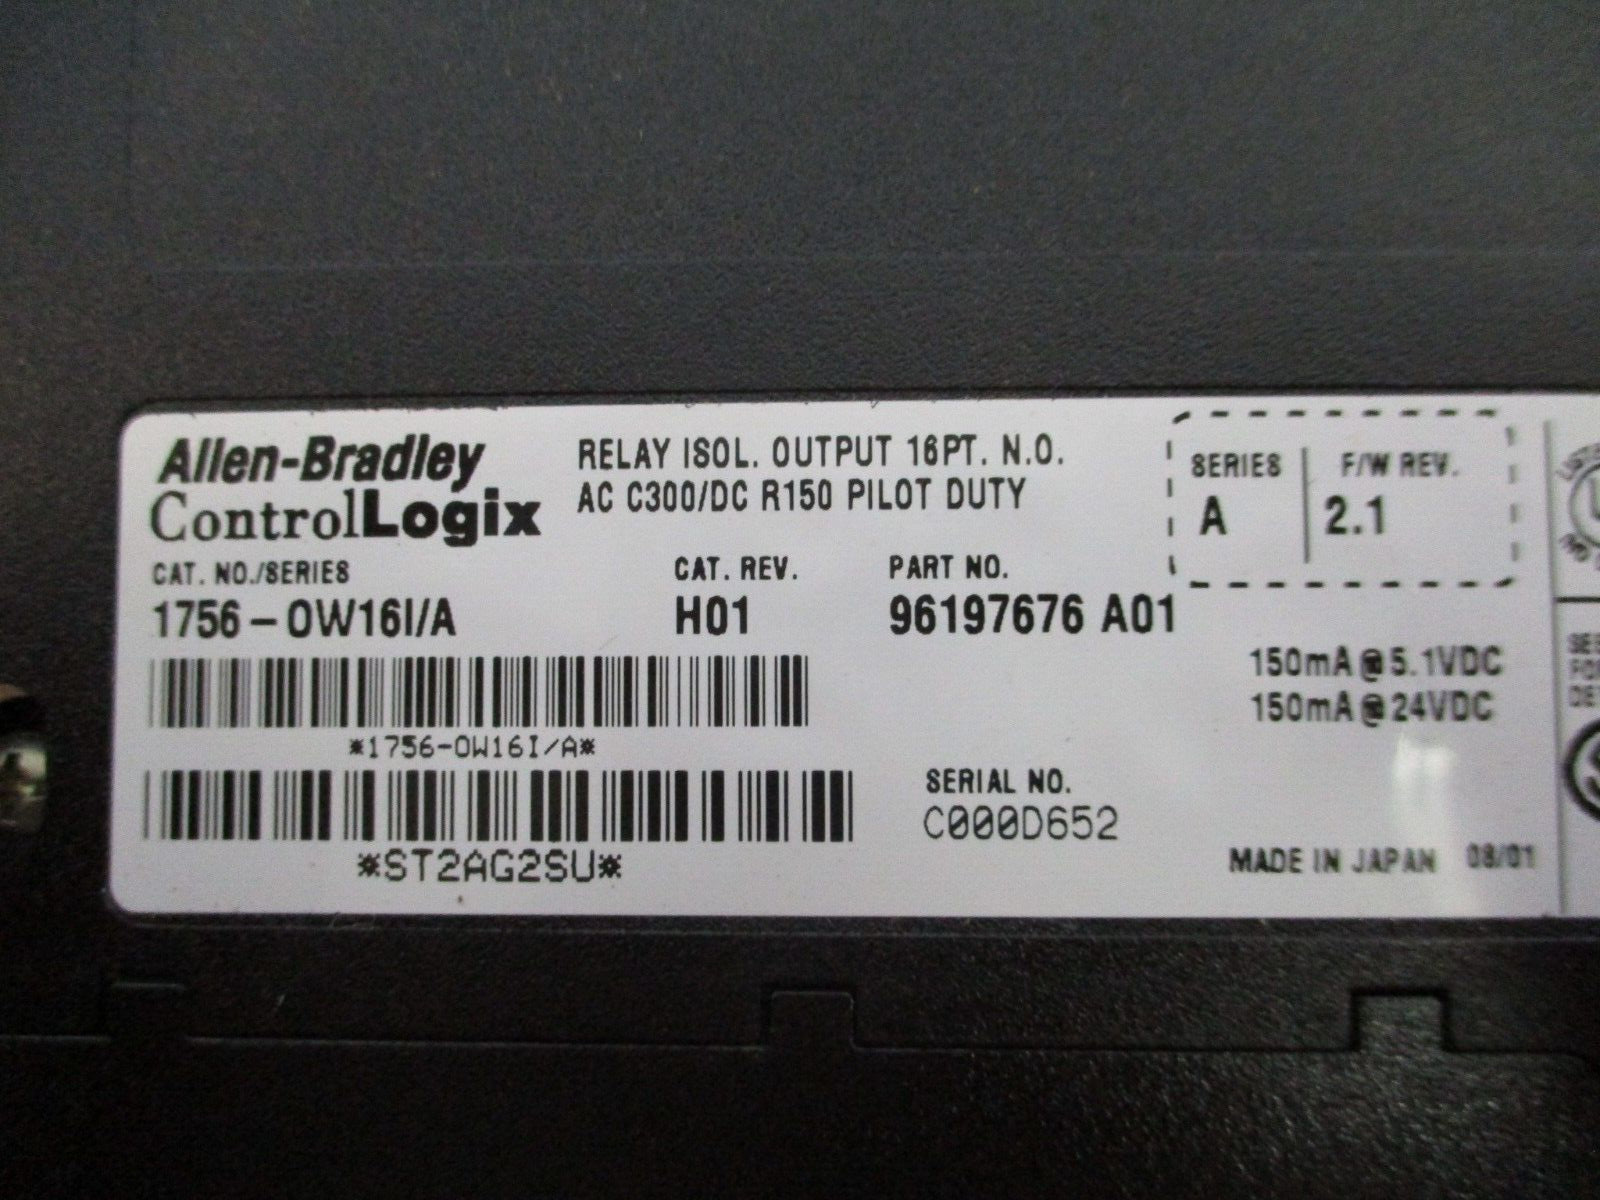 Allen-Bradley
ControlLogix
RELAY ISOL. OUTPUT 16PT. N.O.
AC C300/DC R150 PILOT DUTY
SERIES
A
F/W REV.
2.1
CAT. NO./SERIES
1756-OW16I/A
CAT. REV.
H01
PART NO.
96197676 A01
150mA@5.1VDC
150mA@24VDC
*1756-OW16I/A*
*ST2AG2SU*
SERIAL NO.
C000D652
MADE IN JAPAN 08/01